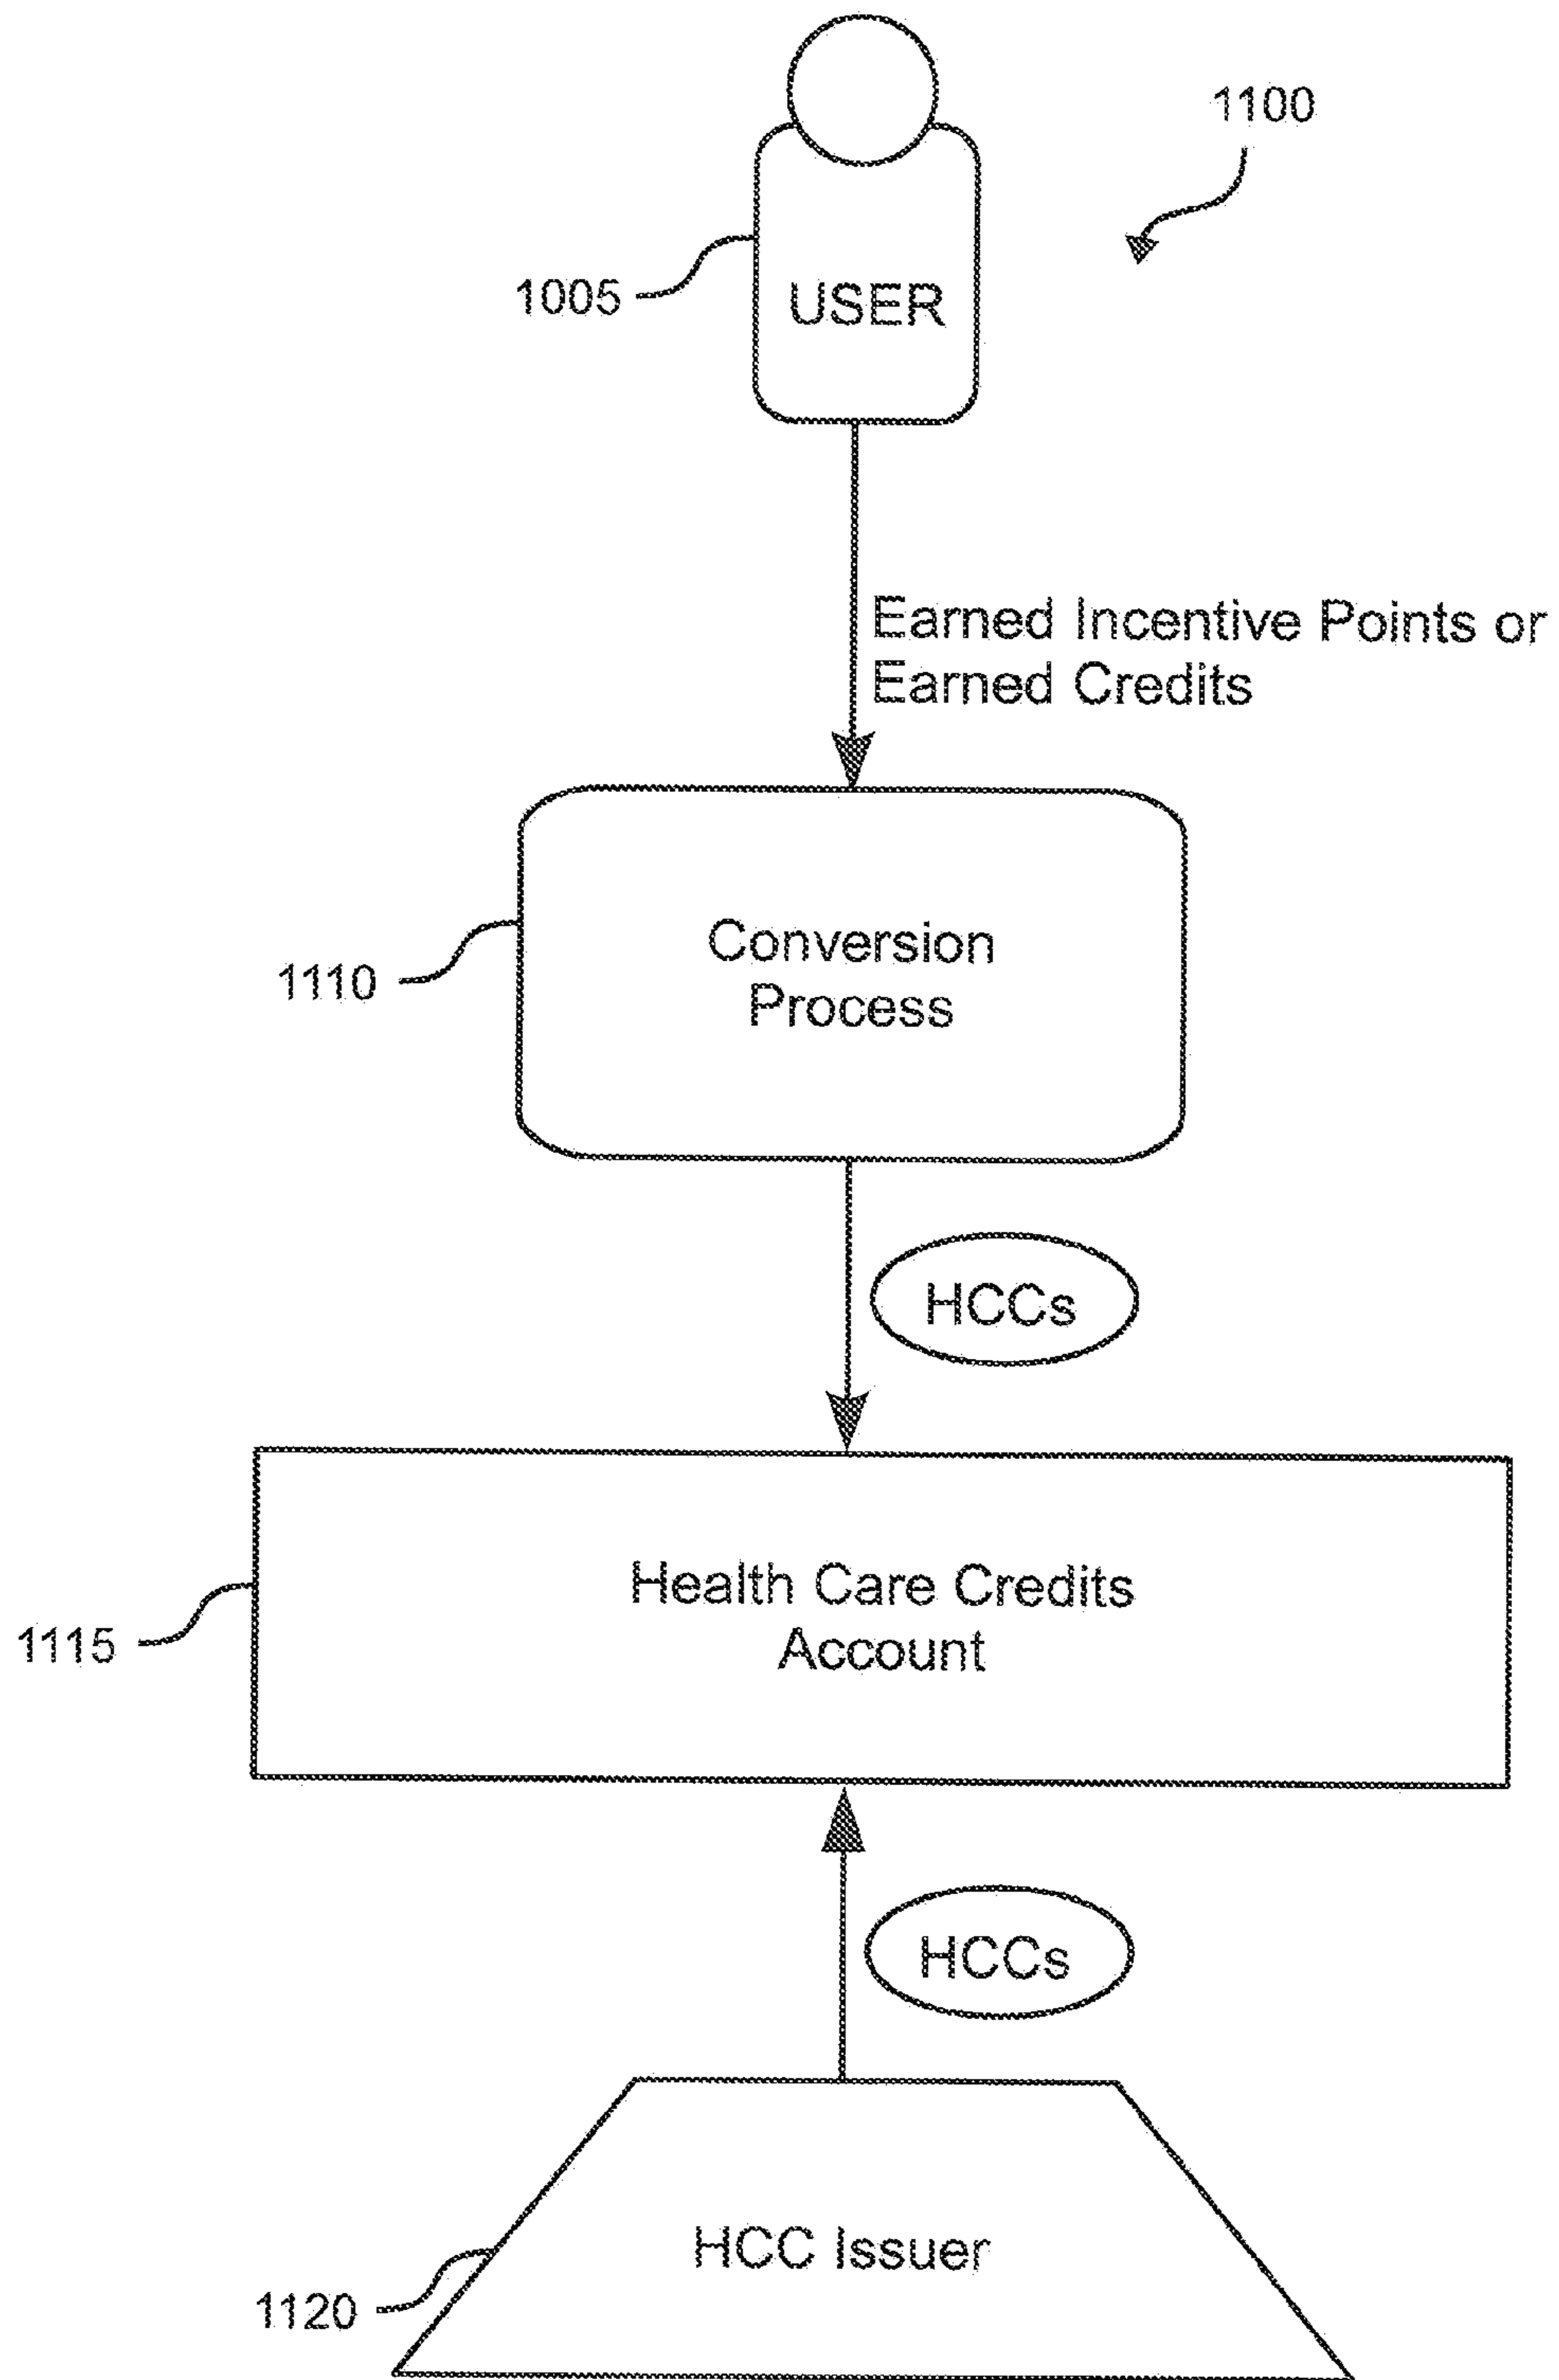 1100
1005
USER
Earned Incentive Points or
Earned Credits
Conversion
Process
1110
HCCs
Health Care Credits
Account
1115
HCCs
HCC Issuer
1120